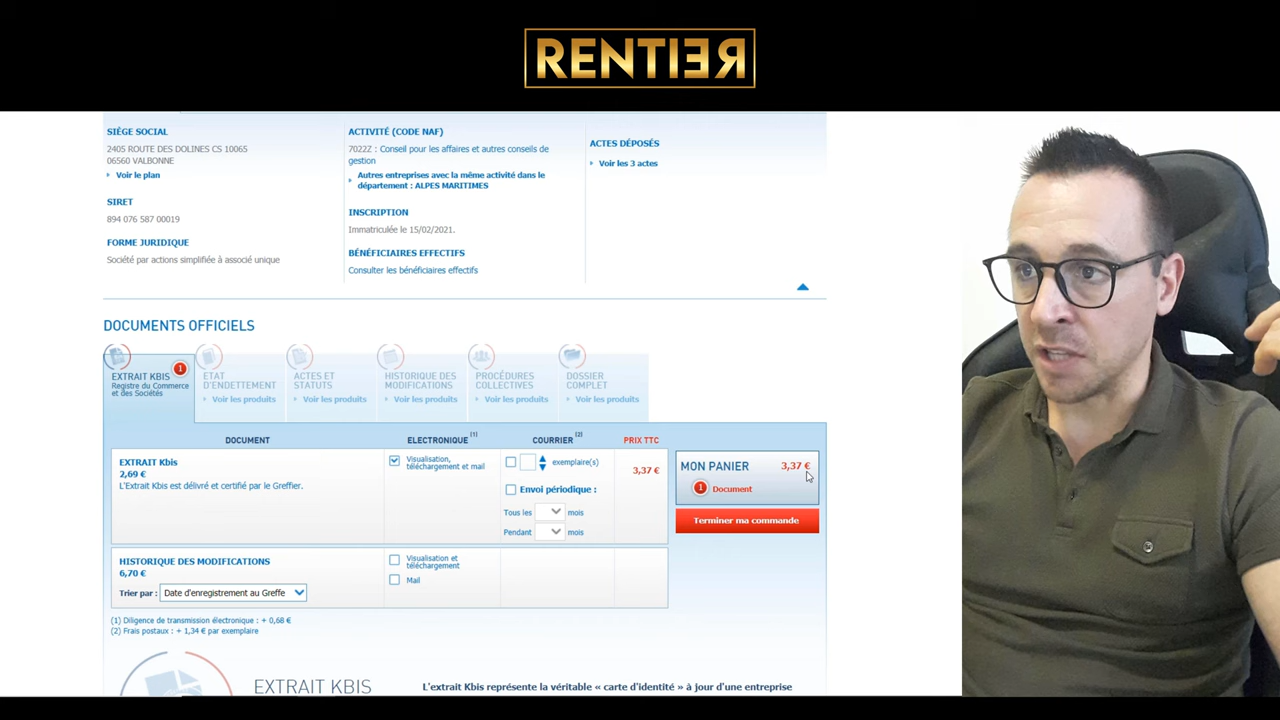 RENTIER
SIÈGE SOCIAL
2405 ROUTE DES DOLINES CS 10065
06560 VALBONNE
Voir le plan
SIRET
894 076 587 00019
FORME JURIDIQUE
Société par actions simplifiée à associé unique
ACTIVITÉ (CODE NAF)
7022Z : Conseil pour les affaires et autres conseils de
gestion
Autres entreprises avec la même activité dans le
département : ALPES MARITIMES
INSCRIPTION
Immatriculée le 15/02/2021.
BÉNÉFICIAIRES EFFECTIFS
Consulter les bénéficiaires effectifs
ACTES DÉPOSÉS
Voir les 3 actes
DOCUMENTS OFFICIELS
EXTRAIT KBIS
Registre du Commerce
et des Sociétés
1
ETAT
D'ENDETTEMENT
Voir les produits
ACTES ET
STATUTS
Voir les produits
HISTORIQUE DES
MODIFICATIONS
Voir les produits
PROCÉDURES
COLLECTIVES
Voir les produits
DOSSIER
COMPLET
Voir les produits
DOCUMENT ELECTRONIQUE (1) COURRIER (2) PRIX TTC
EXTRAIT Kbis
2,69 €
L'Extrait Kbis est délivré et certifié par le Greffier.
Visualisation,
téléchargement et mail
exemplaire(s)
Envoi périodique :
Tous les mois
Pendant mois
3,37 €
HISTORIQUE DES MODIFICATIONS
6,70 €
Trier par : Date d'enregistrement au Greffe
Visualisation et
téléchargement
Mail
MON PANIER 3,37 €
1 Document
Terminer ma commande
(1) Diligence de transmission électronique : + 0,68 €
(2) Frais postaux : + 1,34 € par exemplaire
EXTRAIT KBIS
L'extrait Kbis représente la véritable « carte d'identité » à jour d'une entreprise